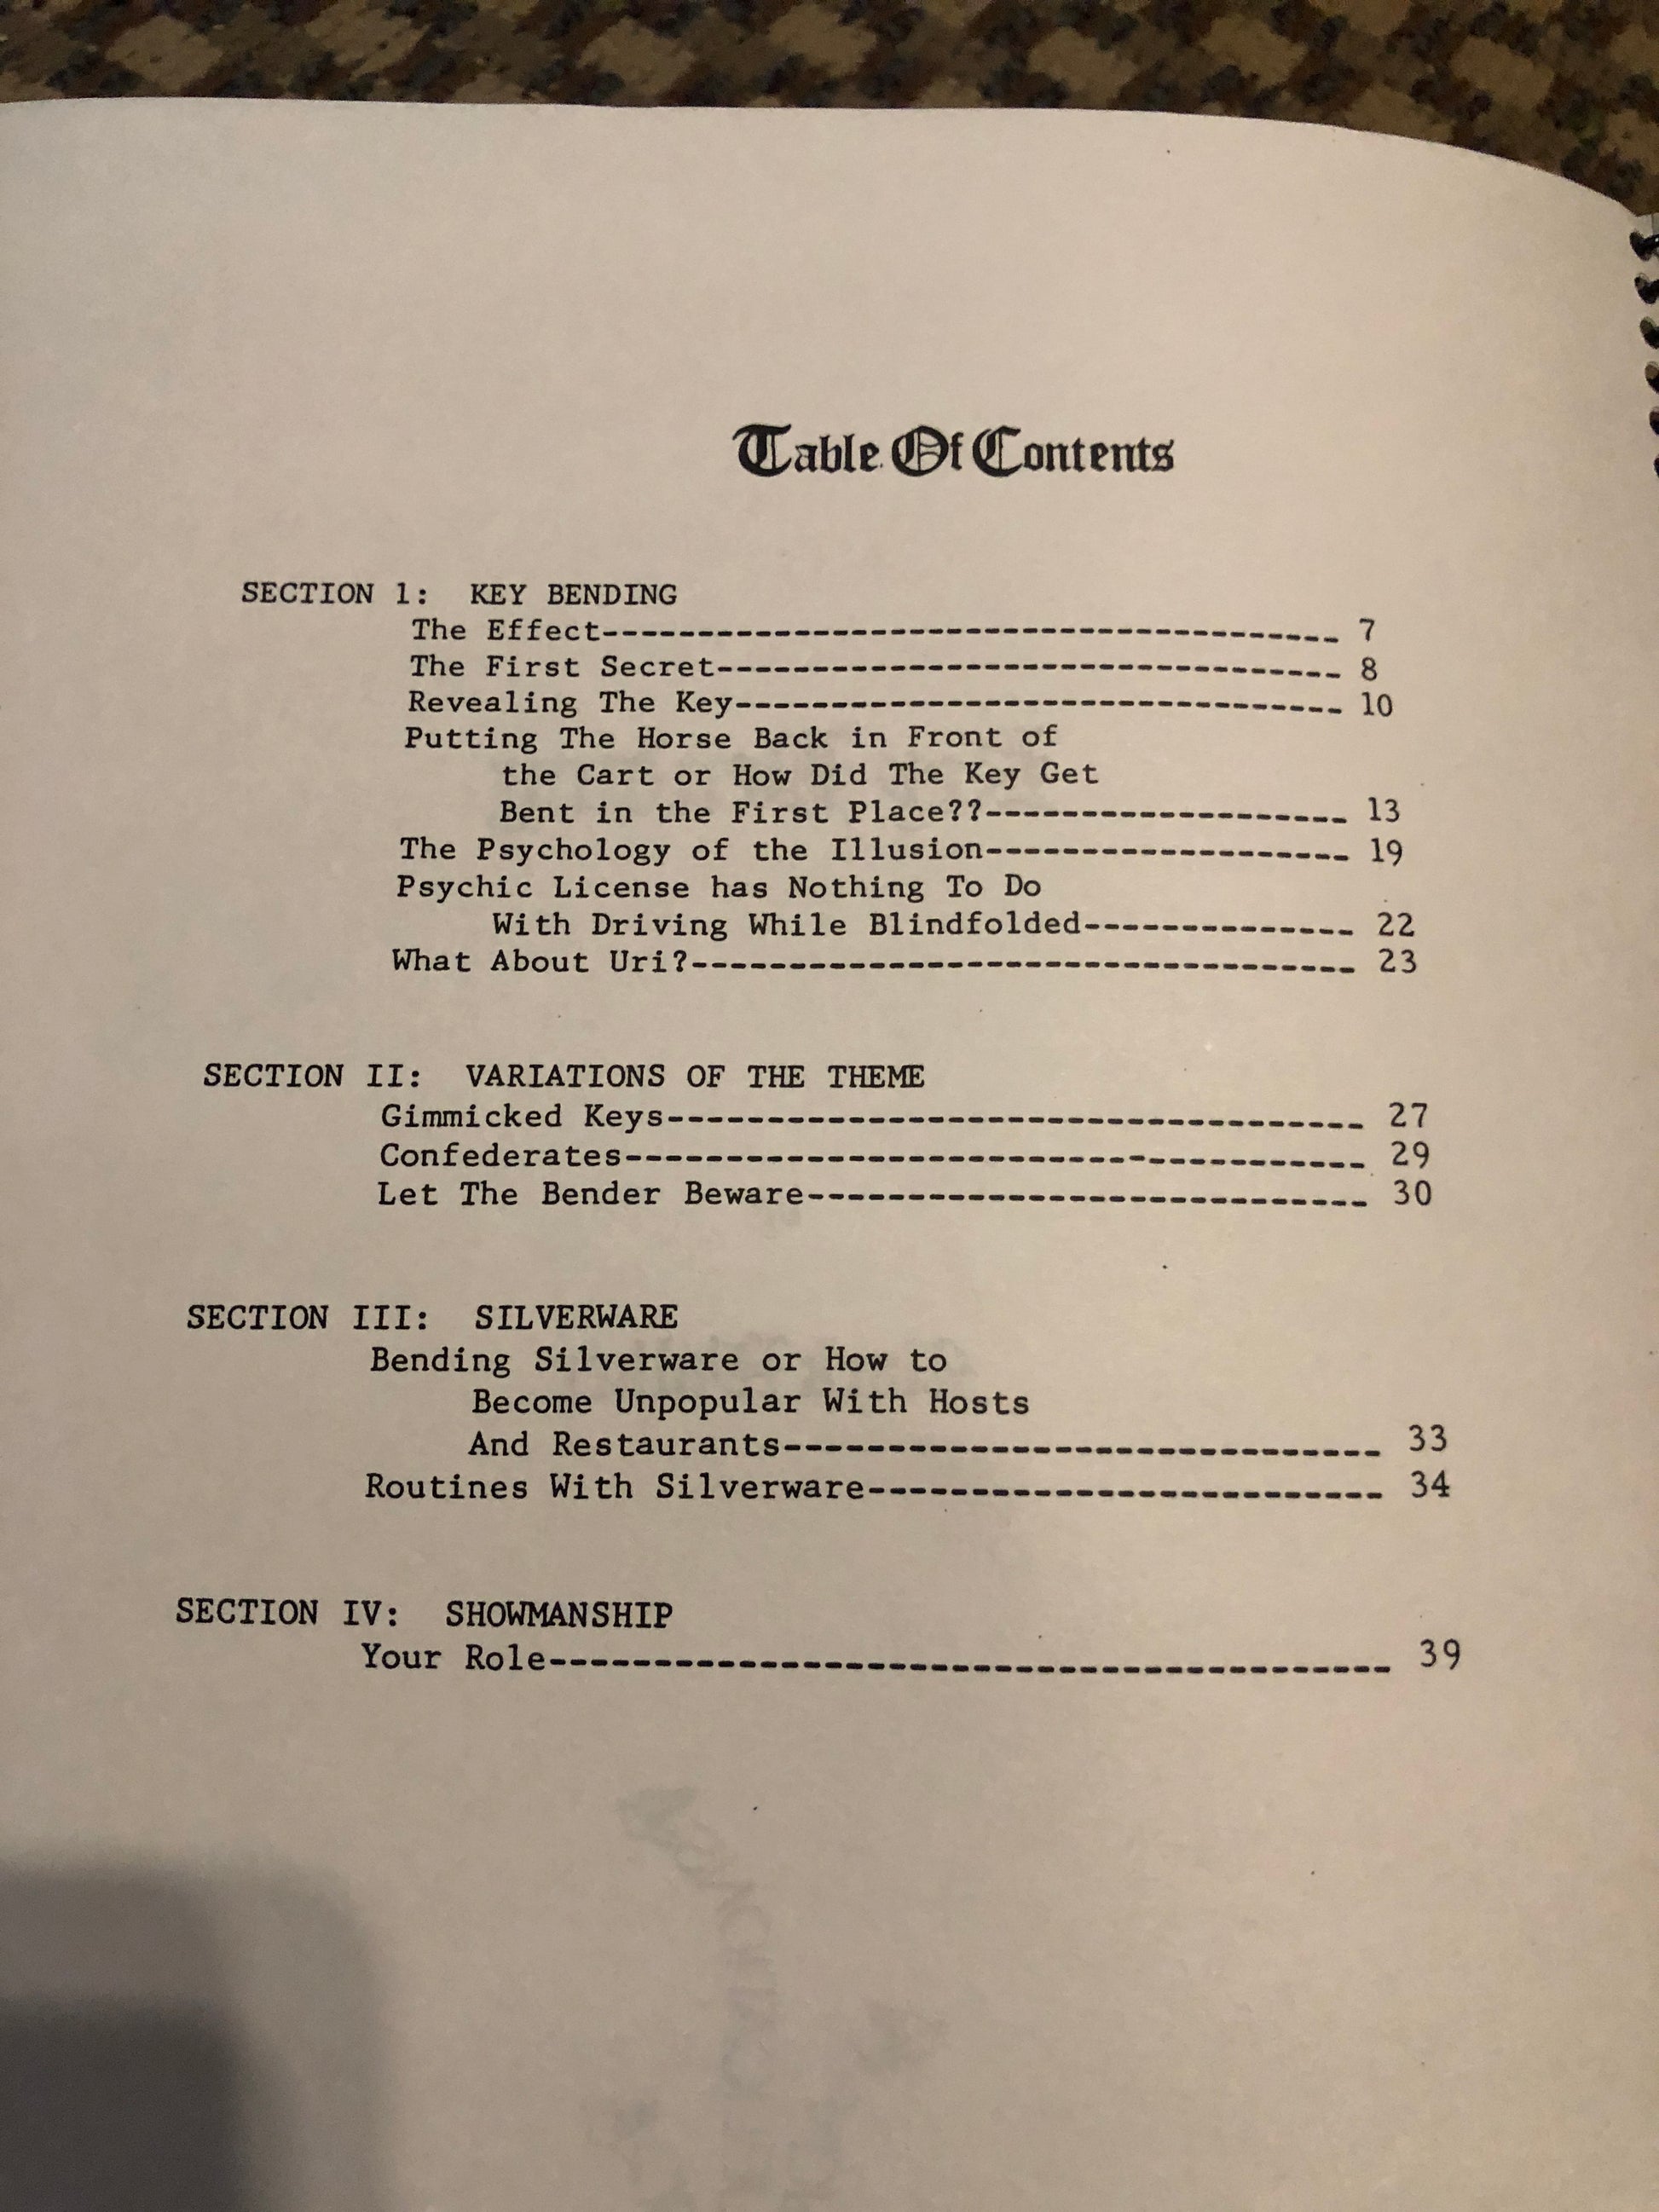 Table Of Contents
SECTION 1: KEY BENDING
The Effect--------------------------------------- 7
The First Secret--------------------------------- 8
Revealing The Key-------------------------------- 10
Putting The Horse Back in Front of
the Cart or How Did The Key Get
Bent in the First Place??------------------- 13
The Psychology of the Illusion------------------- 19
Psychic License has Nothing To Do
With Driving While Blindfolded-------------- 22
What About Uri?---------------------------------- 23
SECTION II: VARIATIONS OF THE THEME
Gimmicked Keys----------------------------------- 27
Confederates------------------------------------- 29
Let The Bender Beware---------------------------- 30
SECTION III: SILVERWARE
Bending Silverware or How to
Become Unpopular With Hosts
And Restaurants----------------------------- 33
Routines With Silverware------------------------- 34
SECTION IV: SHOWMANSHIP
Your Role---------------------------------------- 39